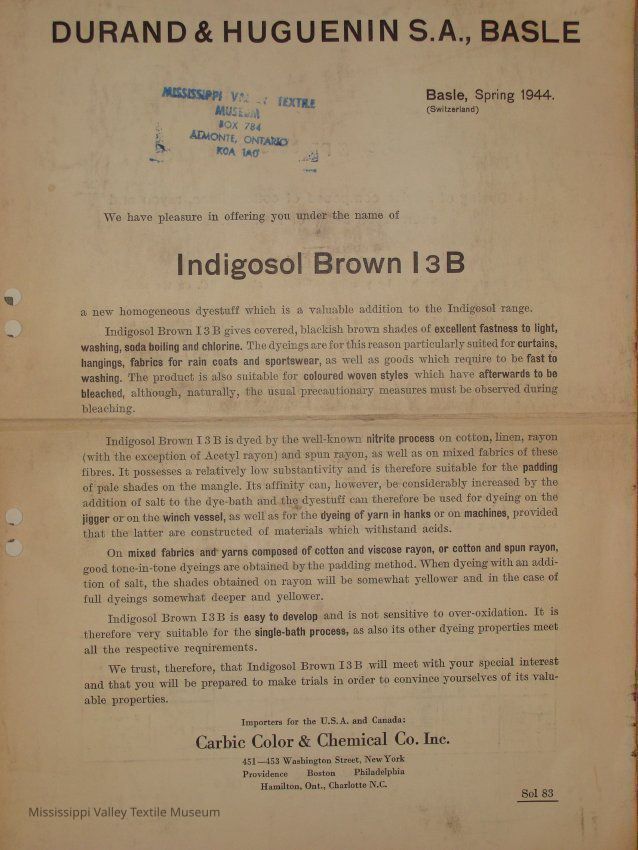 DURAND & HUGUENIN S.A., BASLE
MISSISSIPPI VALLEY TEXTILE
MUSEUM
BOX 784
ALMONTE, ONTARIO
K0A 1A0
Basle, Spring 1944.
(Switzerland)
We have pleasure in offering you under the name of
Indigosol Brown I 3 B
a new homogeneous dyestuff which is a valuable addition to the Indigosol range.
Indigosol Brown I 3 B gives covered, blackish brown shades of excellent fastness to light,
washing, soda boiling and chlorine. The dyeings are for this reason particularly suited for curtains,
hangings, fabrics for rain coats and sportswear, as well as goods which require to be fast to
washing. The product is also suitable for coloured woven styles which have afterwards to be
bleached, although, naturally, the usual precautionary measures must be observed during
bleaching.
Indigosol Brown I 3 B is dyed by the well-known nitrite process on cotton, linen, rayon
(with the exception of Acetyl rayon) and spun rayon, as well as on mixed fabrics of these
fibres. It possesses a relatively low substantivity and is therefore suitable for the padding
of pale shades on the mangle. Its affinity can, however, be considerably increased by the
addition of salt to the dye-bath and the dyestuff can therefore be used for dyeing on the
jigger or on the winch vessel, as well as for the dyeing of yarn in hanks or on machines, provided
that the latter are constructed of materials which withstand acids.
On mixed fabrics and yarns composed of cotton and viscose rayon, or cotton and spun rayon,
good tone-in-tone dyeings are obtained by the padding method. When dyeing with an addi-
tion of salt, the shades obtained on rayon will be somewhat yellower and in the case of
full dyeings somewhat deeper and yellower.
Indigosol Brown I 3 B is easy to develop and is not sensitive to over-oxidation. It is
therefore very suitable for the single-bath process, as also its other dyeing properties meet
all the respective requirements.
We trust, therefore, that Indigosol Brown I 3 B will meet with your special interest
and that you will be prepared to make trials in order to convince yourselves of its valu-
able properties.
Importers for the U.S.A. and Canada:
Carbic Color & Chemical Co. Inc.
451—453 Washington Street, New York
Providence Boston Philadelphia
Hamilton, Ont., Charlotte N.C.
Sol 83
Mississippi Valley Textile Museum